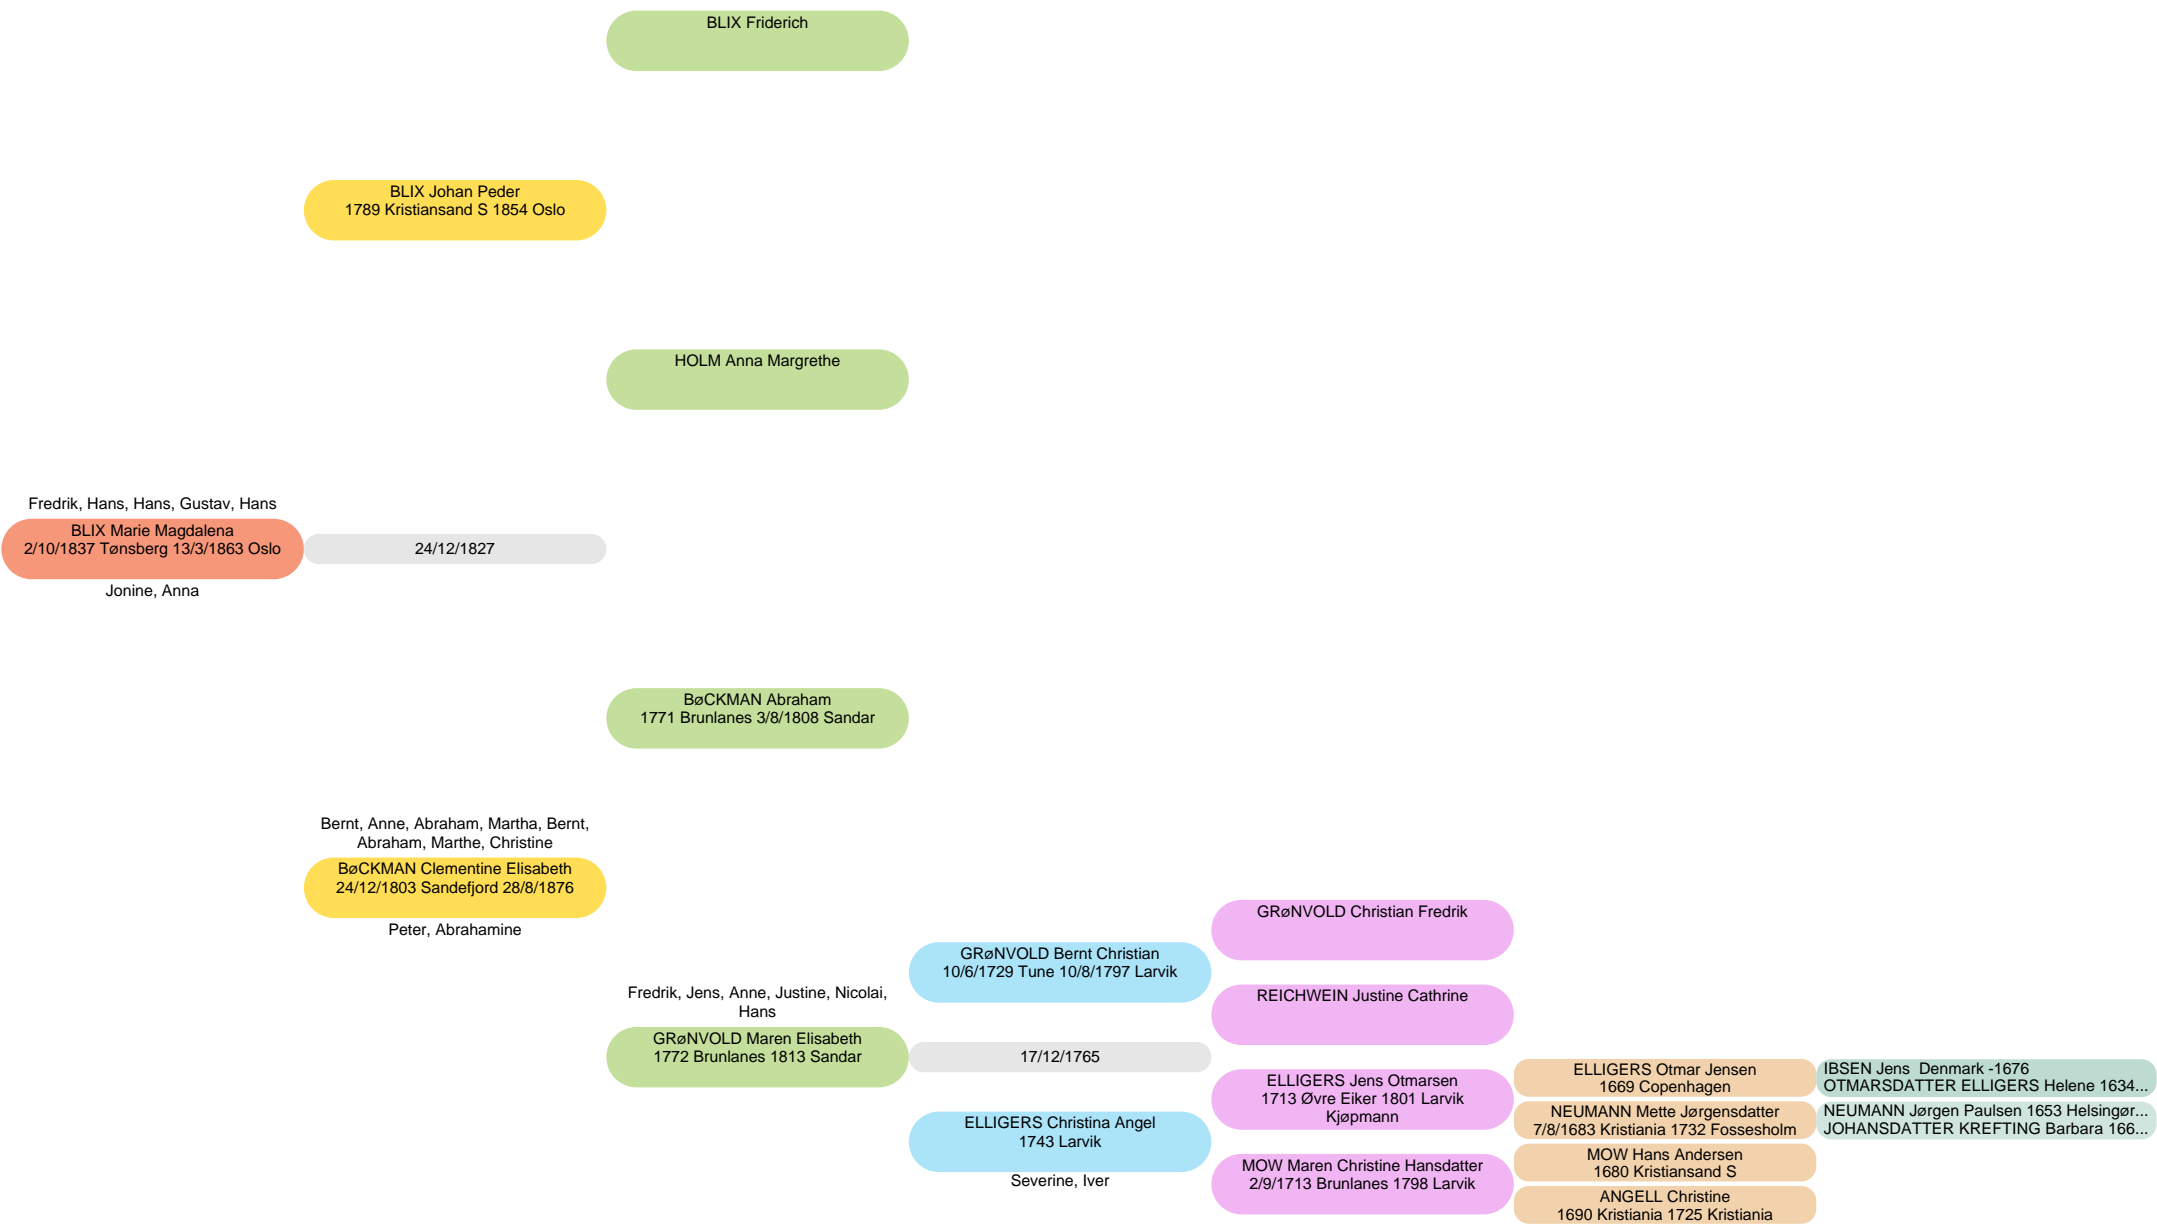 BLIX Friderich
BLIX Johan Peder
1789 Kristiansand S 1854 Oslo
HOLM Anna Margrethe
Fredrik, Hans, Hans, Gustav, Hans
BLIX Marie Magdalena
2/10/1837 Tønsberg 13/3/1863 Oslo
Jonine, Anna
24/12/1827
BøCKMAN Abraham
1771 Brunlanes 3/8/1808 Sandar
Bernt, Anne, Abraham, Martha, Bernt,
Abraham, Marthe, Christine
BøCKMAN Clementine Elisabeth
24/12/1803 Sandefjord 28/8/1876
Peter, Abrahamine
Fredrik, Jens, Anne, Justine, Nicolai,
Hans
GRøNVOLD Maren Elisabeth
1772 Brunlanes 1813 Sandar
GRøNVOLD Bernt Christian
10/6/1729 Tune 10/8/1797 Larvik
17/12/1765
ELLIGERS Christina Angel
1743 Larvik
Severine, Iver
GRøNVOLD Christian Fredrik
REICHWEIN Justine Cathrine
ELLIGERS Jens Otmarsen
1713 Øvre Eiker 1801 Larvik
Kjøpmann
MOW Maren Christine Hansdatter
2/9/1713 Brunlanes 1798 Larvik
ELLIGERS Otmar Jensen
1669 Copenhagen
NEUMANN Mette Jørgensdatter
7/8/1683 Kristiania 1732 Fossesholm
MOW Hans Andersen
1680 Kristiansand S
ANGELL Christine
1690 Kristiania 1725 Kristiania
IBSEN Jens  Denmark -1676
OTMARSDATTER ELLIGERS Helene 1634...
NEUMANN Jørgen Paulsen 1653 Helsingør...
JOHANSDATTER KREFTING Barbara 166...